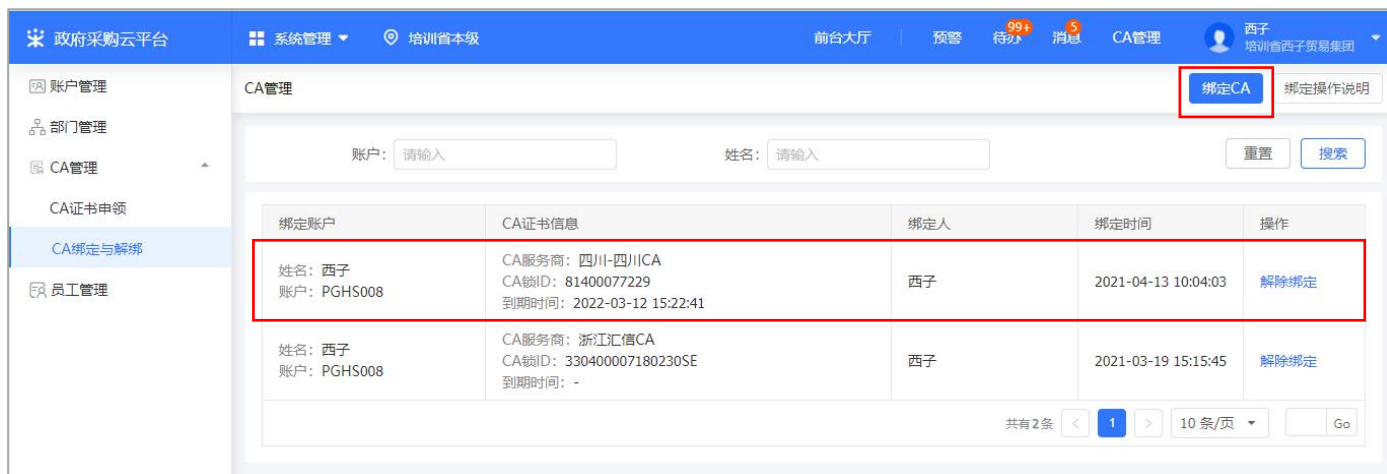 政府采购云平台 系统管理 培训省本级 前台大厅 预警 待办 99+ 消息 5 CA管理 西子
培训省西子贸易集团
账户管理
部门管理
CA管理
CA证书申领
CA绑定与解绑
员工管理
CA管理 绑定CA 绑定操作说明
账户： 请输入 姓名： 请输入 重置 搜索
绑定账户 CA证书信息 绑定人 绑定时间 操作
姓名：西子
账户：PGHS008
CA服务商：四川-四川CA
CA锁ID：81400077229
到期时间：2022-03-12 15:22:41
西子 2021-04-13 10:04:03 解除绑定
姓名：西子
账户：PGHS008
CA服务商：浙江汇信CA
CA锁ID：330400007180230SE
到期时间：-
西子 2021-03-19 15:15:45 解除绑定
共有2条 < 1 > 10 条/页 Go